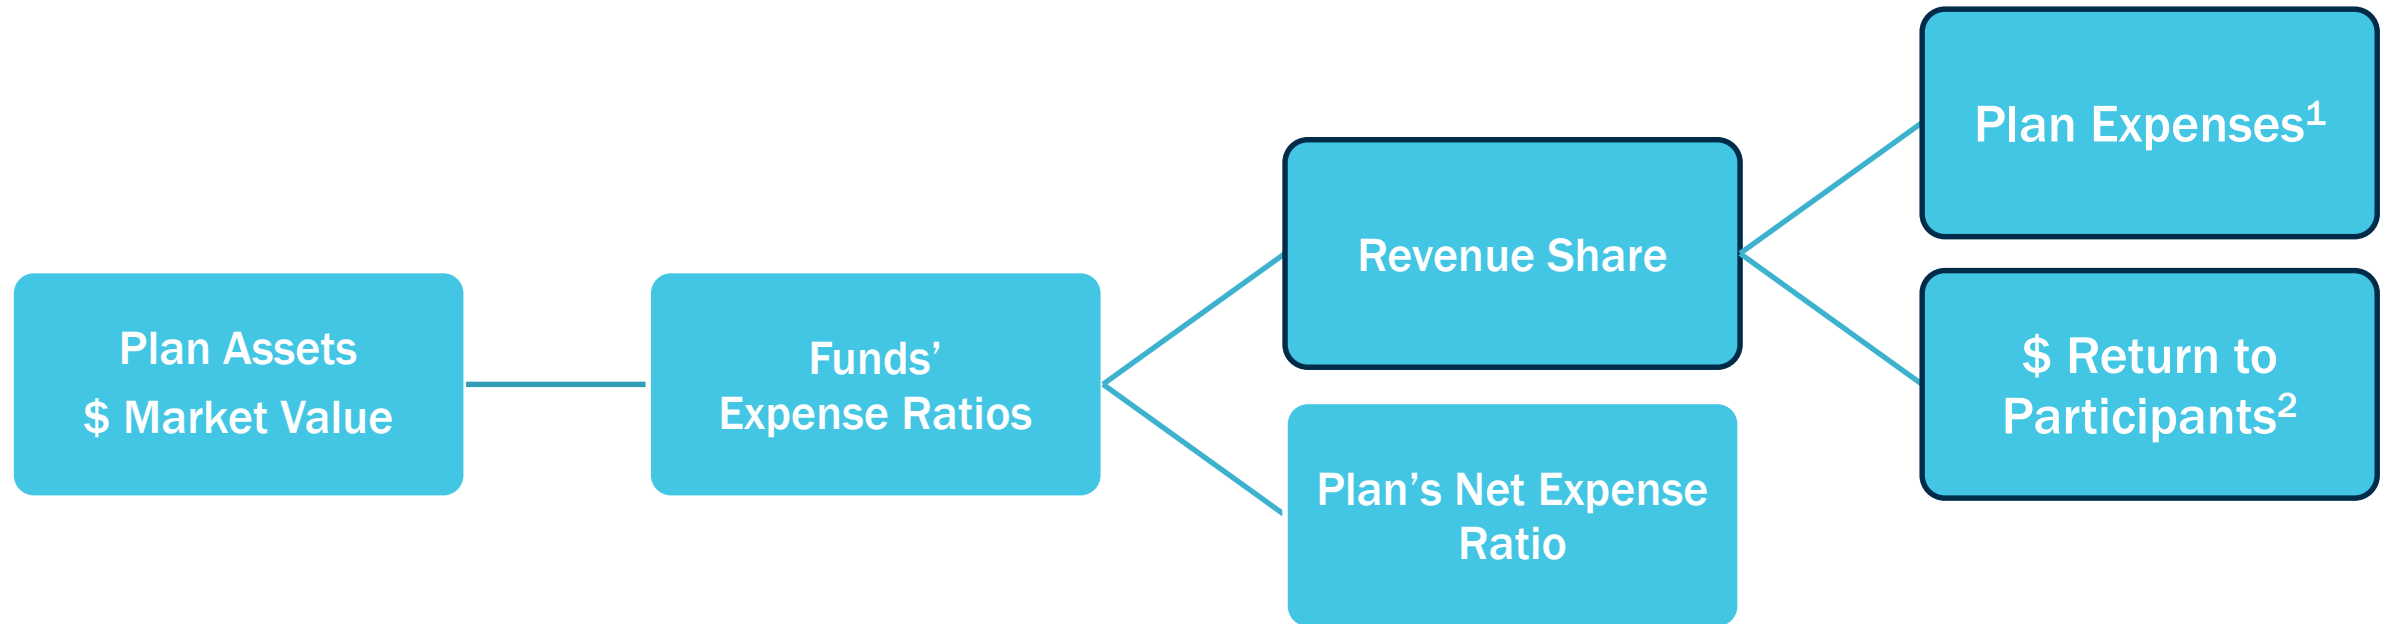 Plan Assets
$ Market Value
Funds’
Expense Ratios
Revenue Share
Plan’s Net Expense
Ratio
Plan Expenses¹
$ Return to
Participants²